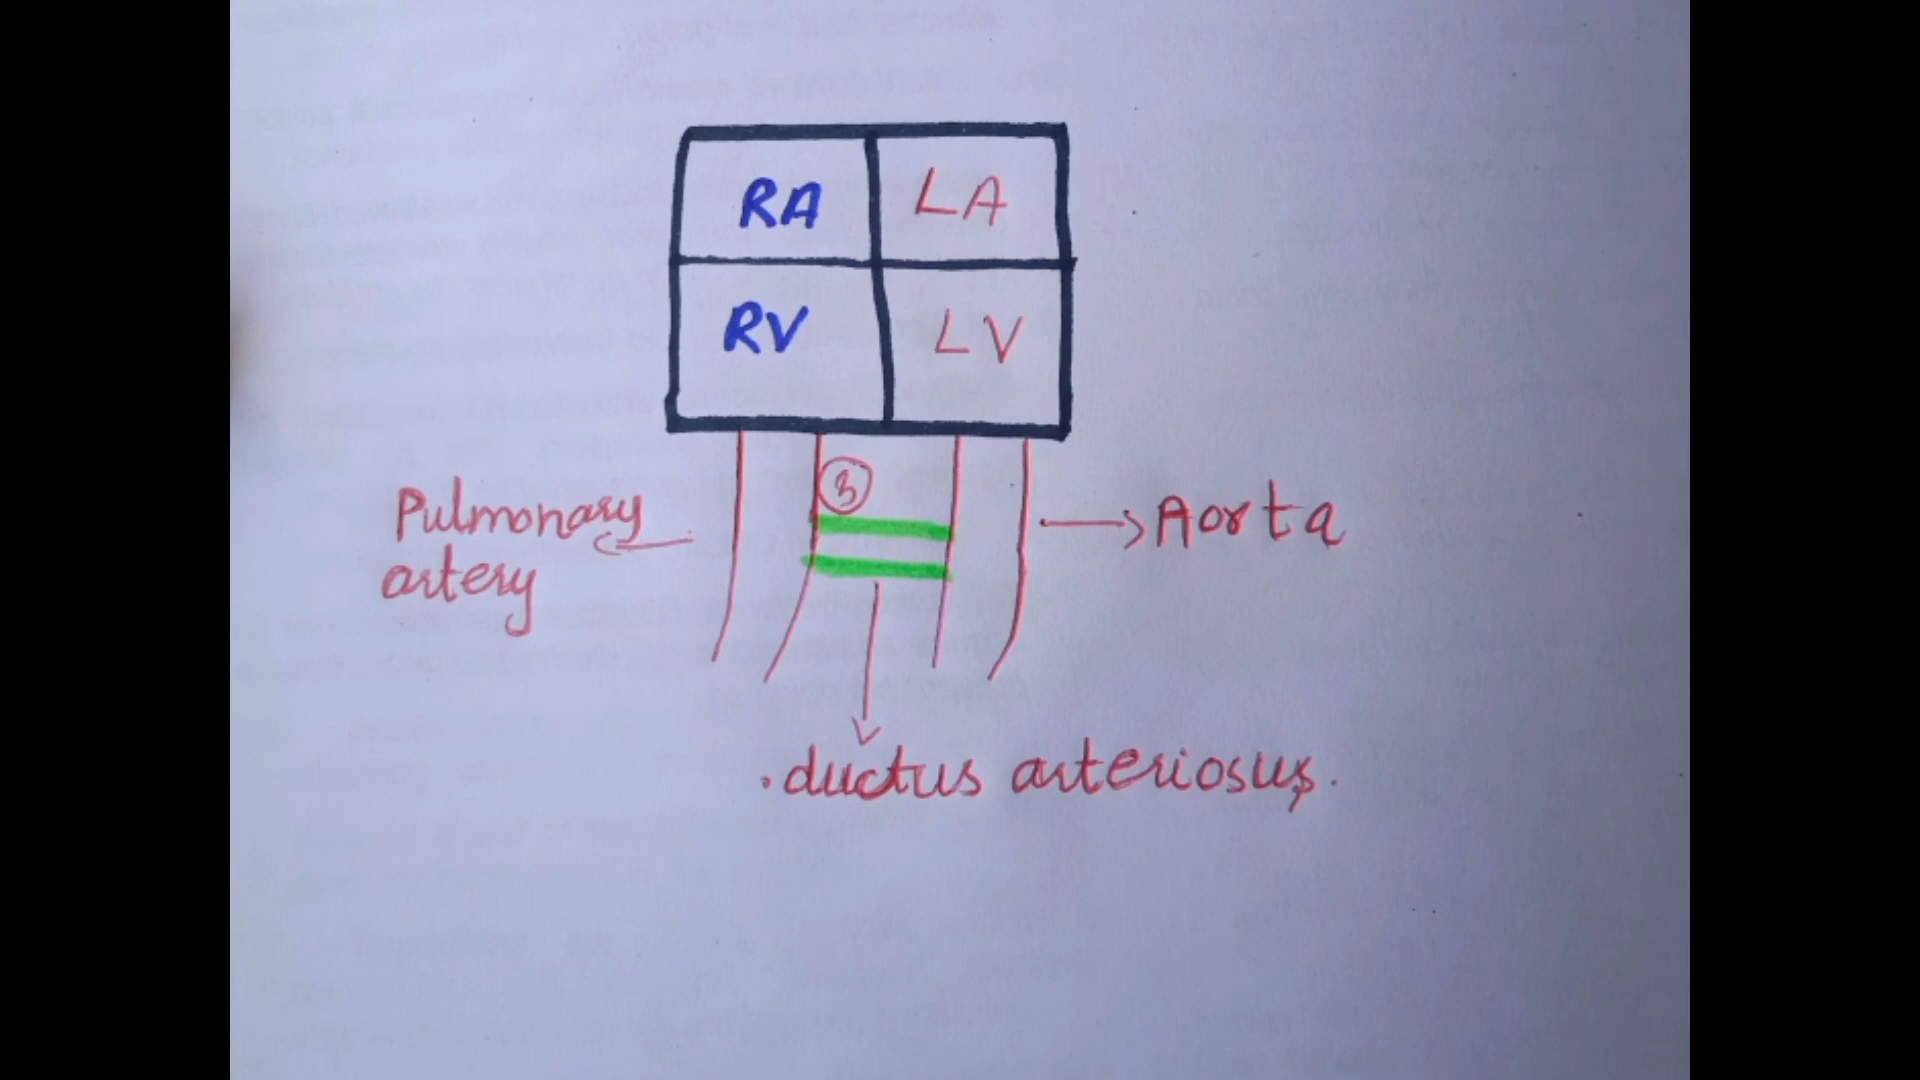 RA LA
RV LV
3
Pulmonary
artery
Aorta
.ductus arteriosus.